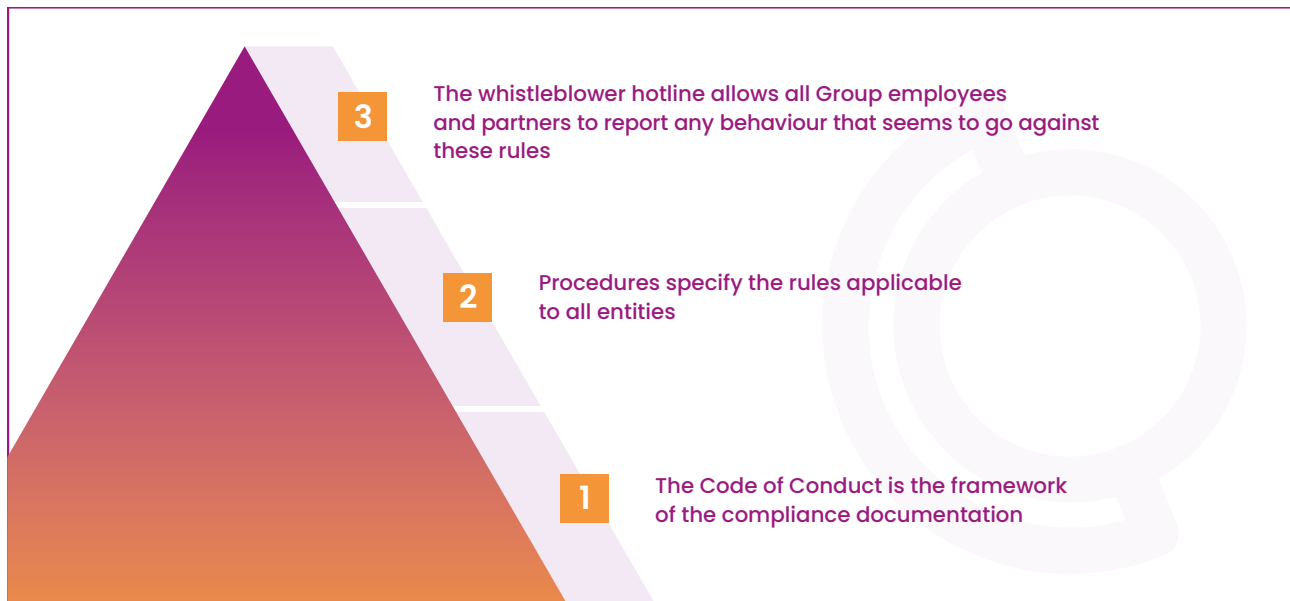 3
The whistleblower hotline allows all Group employees
and partners to report any behaviour that seems to go against
these rules
2
Procedures specify the rules applicable
to all entities
1
The Code of Conduct is the framework
of the compliance documentation